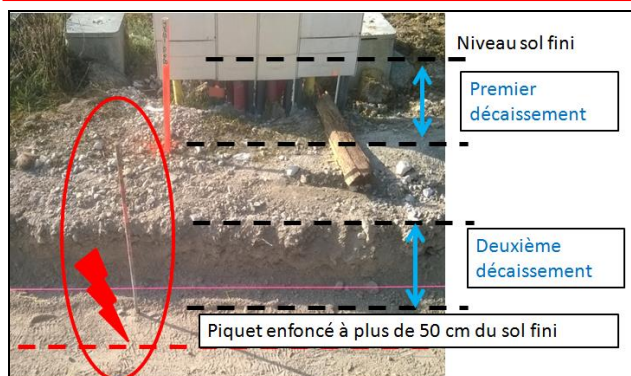 Niveau sol fini
Premier
décaissement
Deuxième
décaissement
Piquet enfoncé à plus de 50 cm du sol fini